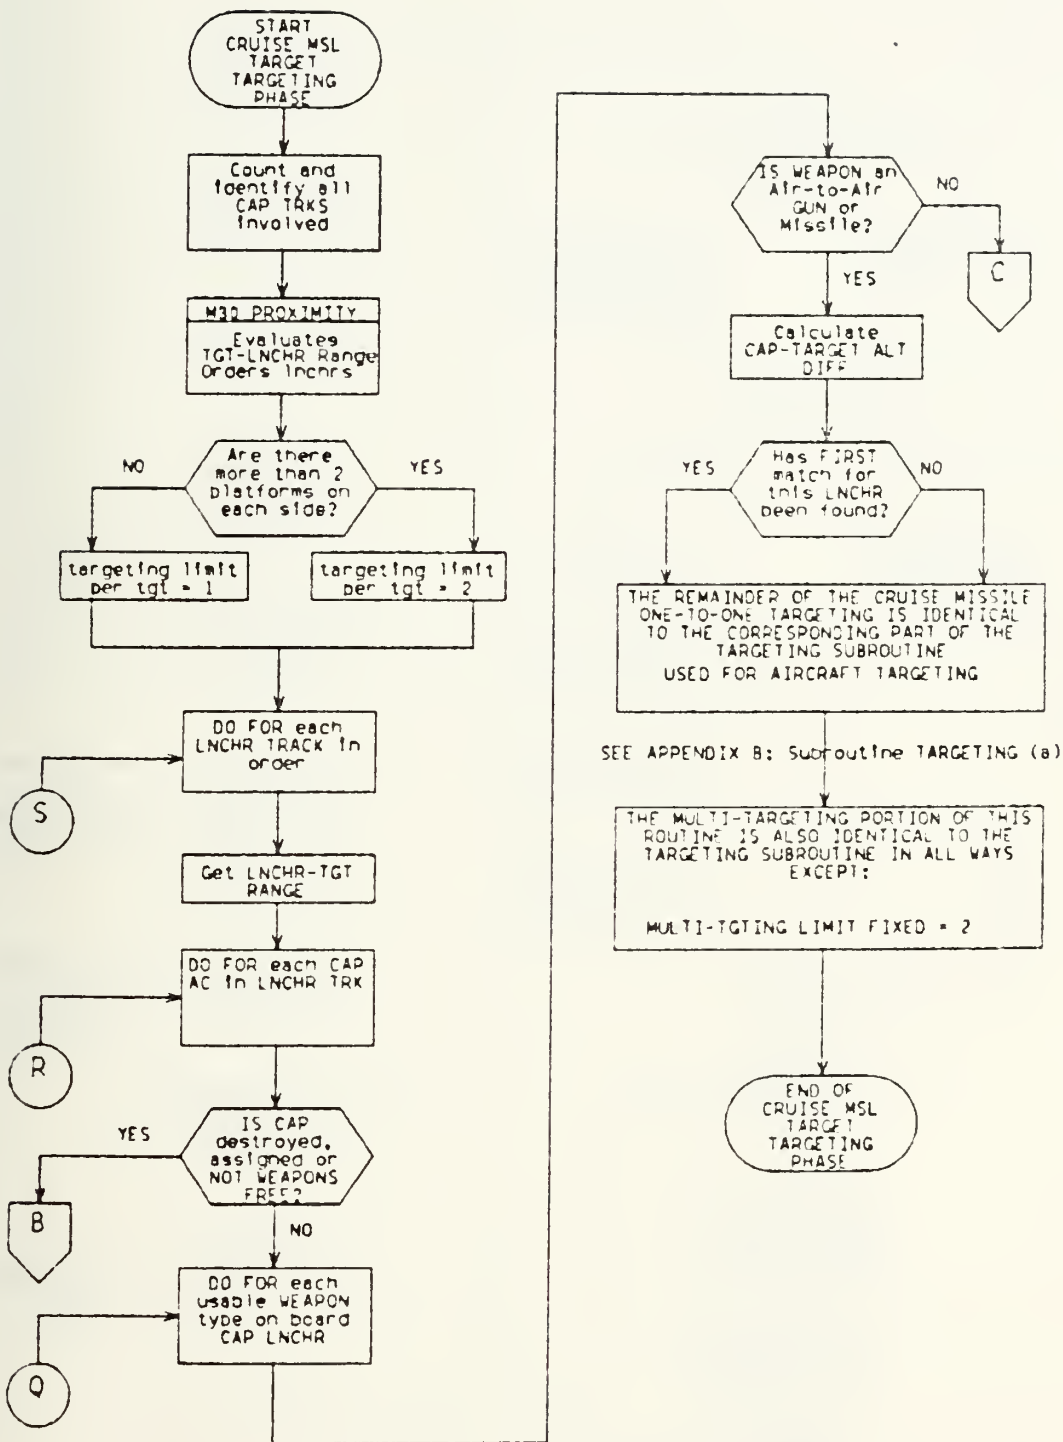 START
CRUISE MSL
TARGET
TARGETING
PHASE
Count and
identify all
CAP TRKS
involved
M3D PROXIMITY
Evaluates
TGT-LNCHR Range
Orders lnchrs
Are there
more than 2
platforms on
each side?
NO
YES
targeting limit
per tgt = 1
targeting limit
per tgt = 2
DO FOR each
LNCHR TRACK in
order
S
Get LNCHR-TGT
RANGE
DO FOR each CAP
AC in LNCHR TRK
R
IS CAP
destroyed,
assigned or
NOT WEAPONS
FREE?
YES
B
NO
DO FOR each
usable WEAPON
type on board
CAP LNCHR
Q
IS WEAPON an
Air-to-Air
GUN or
Missile?
NO
C
YES
Calculate
CAP-TARGET ALT
DIFF
Has FIRST
match for
this LNCHR
been found?
YES
NO
THE REMAINDER OF THE CRUISE MISSILE
ONE-TO-ONE TARGETING IS IDENTICAL
TO THE CORRESPONDING PART OF THE
TARGETING SUBROUTINE
USED FOR AIRCRAFT TARGETING
SEE APPENDIX B: Subroutine TARGETING (a)
THE MULTI-TARGETING PORTION OF THIS
ROUTINE IS ALSO IDENTICAL TO THE
TARGETING SUBROUTINE IN ALL WAYS
EXCEPT:
MULTI-TGTING LIMIT FIXED = 2
END OF
CRUISE MSL
TARGET
TARGETING
PHASE